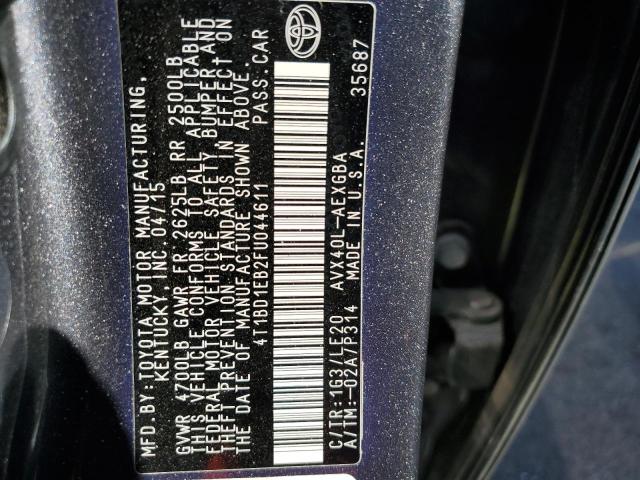 MFD. BY: TOYOTA MOTOR MANUFACTURING,
KENTUCKY, INC. 04/15
GVWR 4700LB GAWR FR 2625LB RR 2500LB
THIS VEHICLE CONFORMS TO ALL APPLICABLE
FEDERAL MOTOR VEHICLE SAFETY, BUMPER AND
THEFT PREVENTION STANDARDS IN EFFECT ON
THE DATE OF MANUFACTURE SHOWN ABOVE.
4T1BD1EB2FU044611 PASS. CAR
C/TR:1G3/LE20 AVX40L-AEXGBA 35687
A/TM:-02A/P314 MADE IN U.S.A.